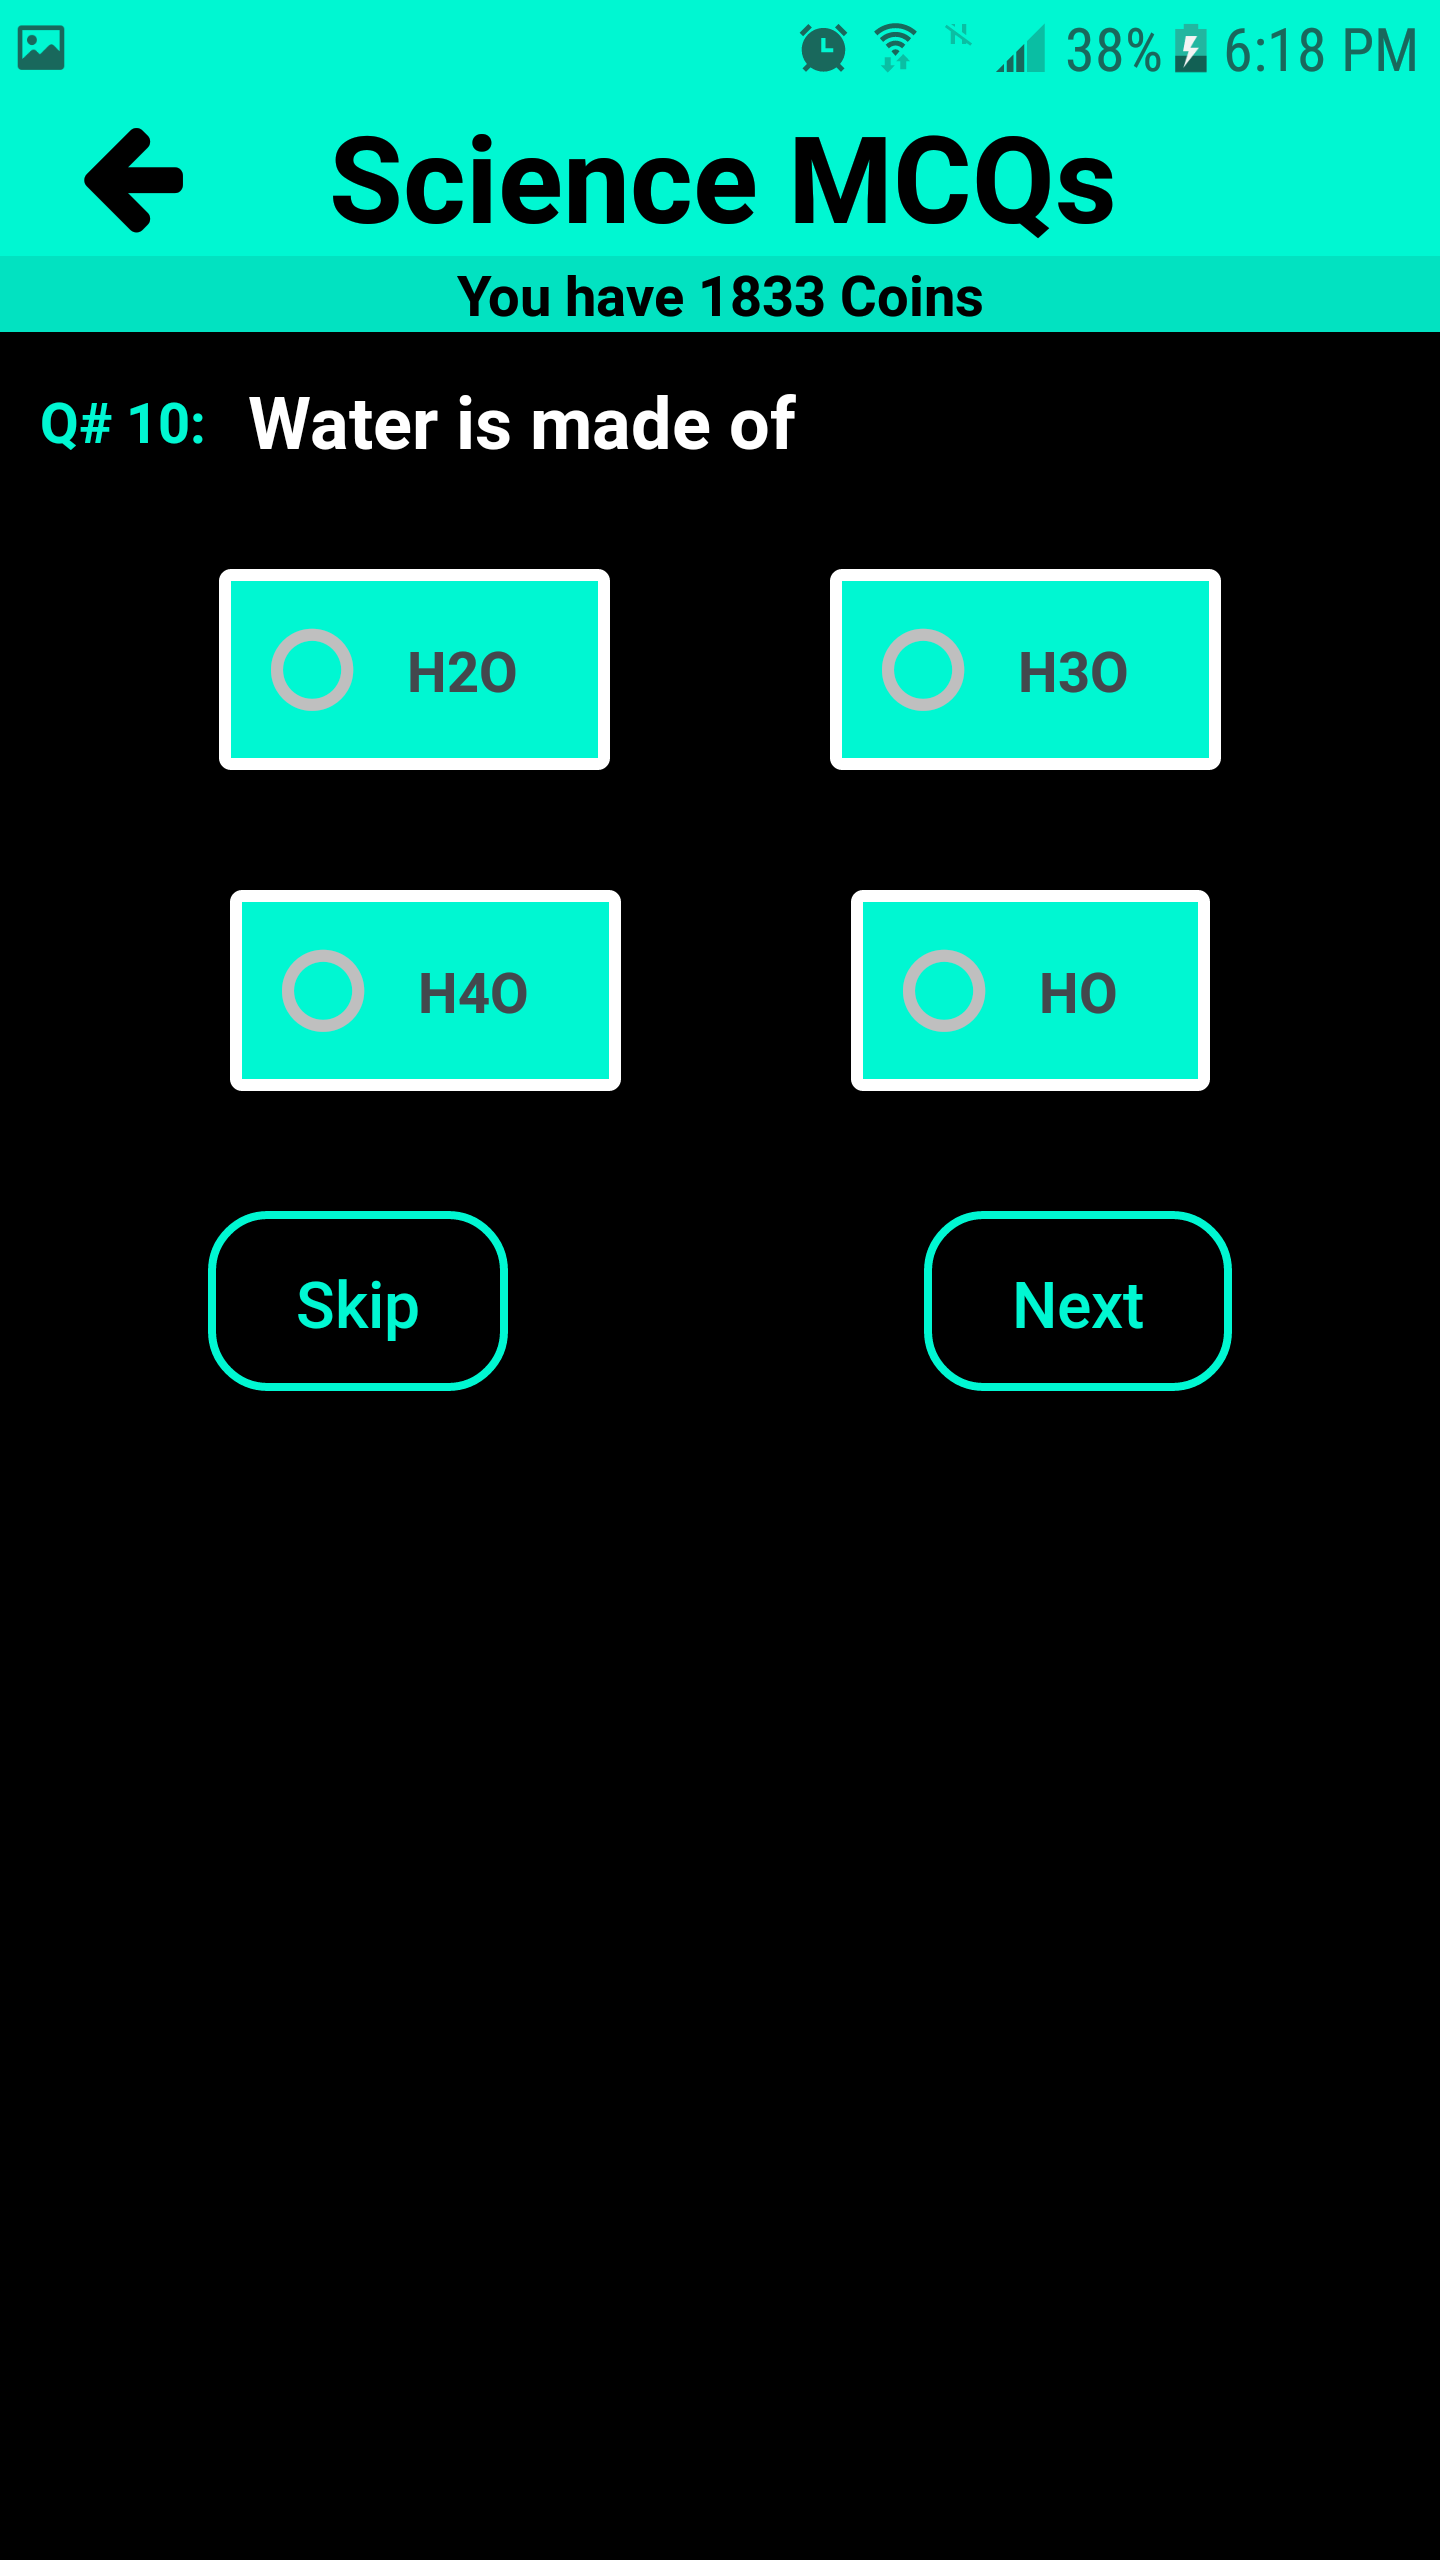 38% 6:18 PM
Science MCQs
You have 1833 Coins
Q# 10: Water is made of
H2O H3O
H4O HO
Skip Next